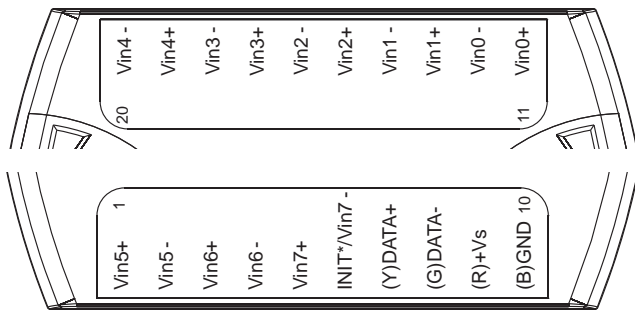 Vin4 -
Vin4+
Vin3 -
Vin3+
Vin2 -
Vin2+
Vin1 -
Vin1+
Vin0 -
Vin0+
20
11
1
10
Vin5+
Vin5 -
Vin6+
Vin6 -
Vin7+
INIT*/Vin7 -
(Y)DATA+
(G)DATA-
(R)+Vs
(B)GND